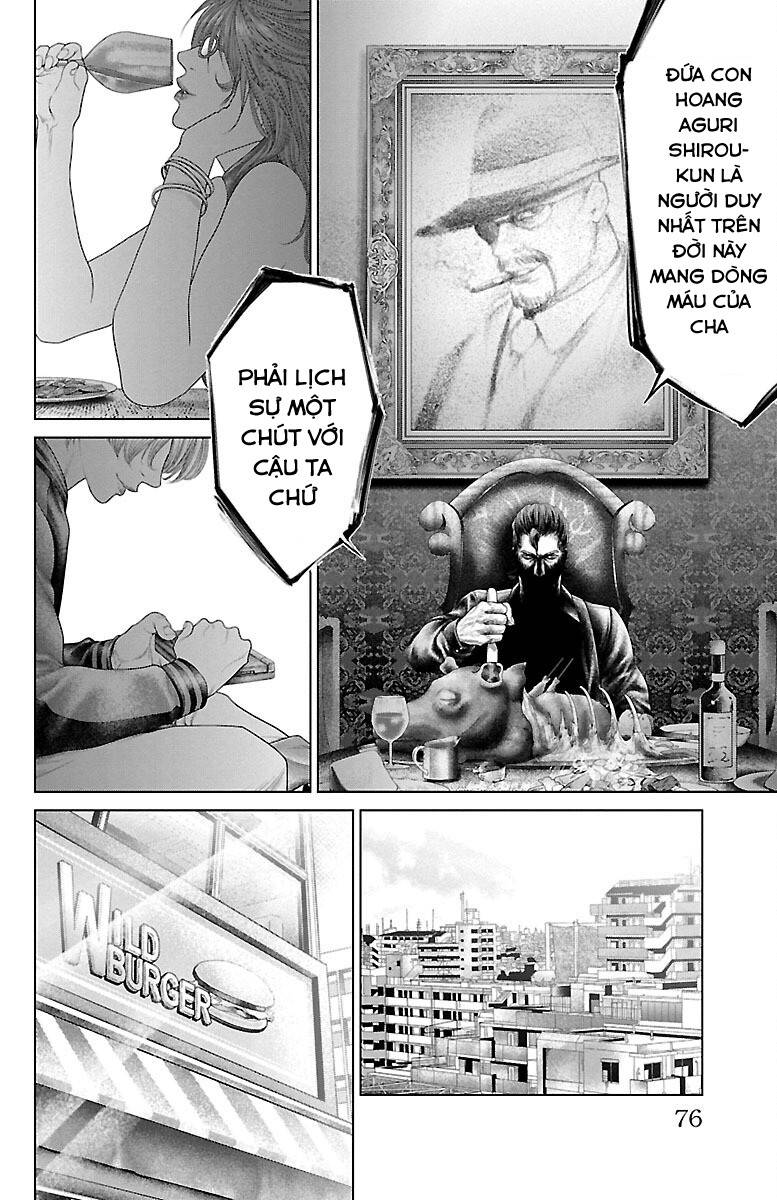 ĐỨA CON
HOANG
AGURI
SHIROU-
KUN LÀ
NGƯỜI DUY
NHẤT TRÊN
ĐỜI NÀY
MANG DÒNG
MÁU CỦA
CHA
PHẢI LỊCH
SỰ MỘT
CHÚT VỚI
CẬU TA
CHỨ
WILD
BURGER
76